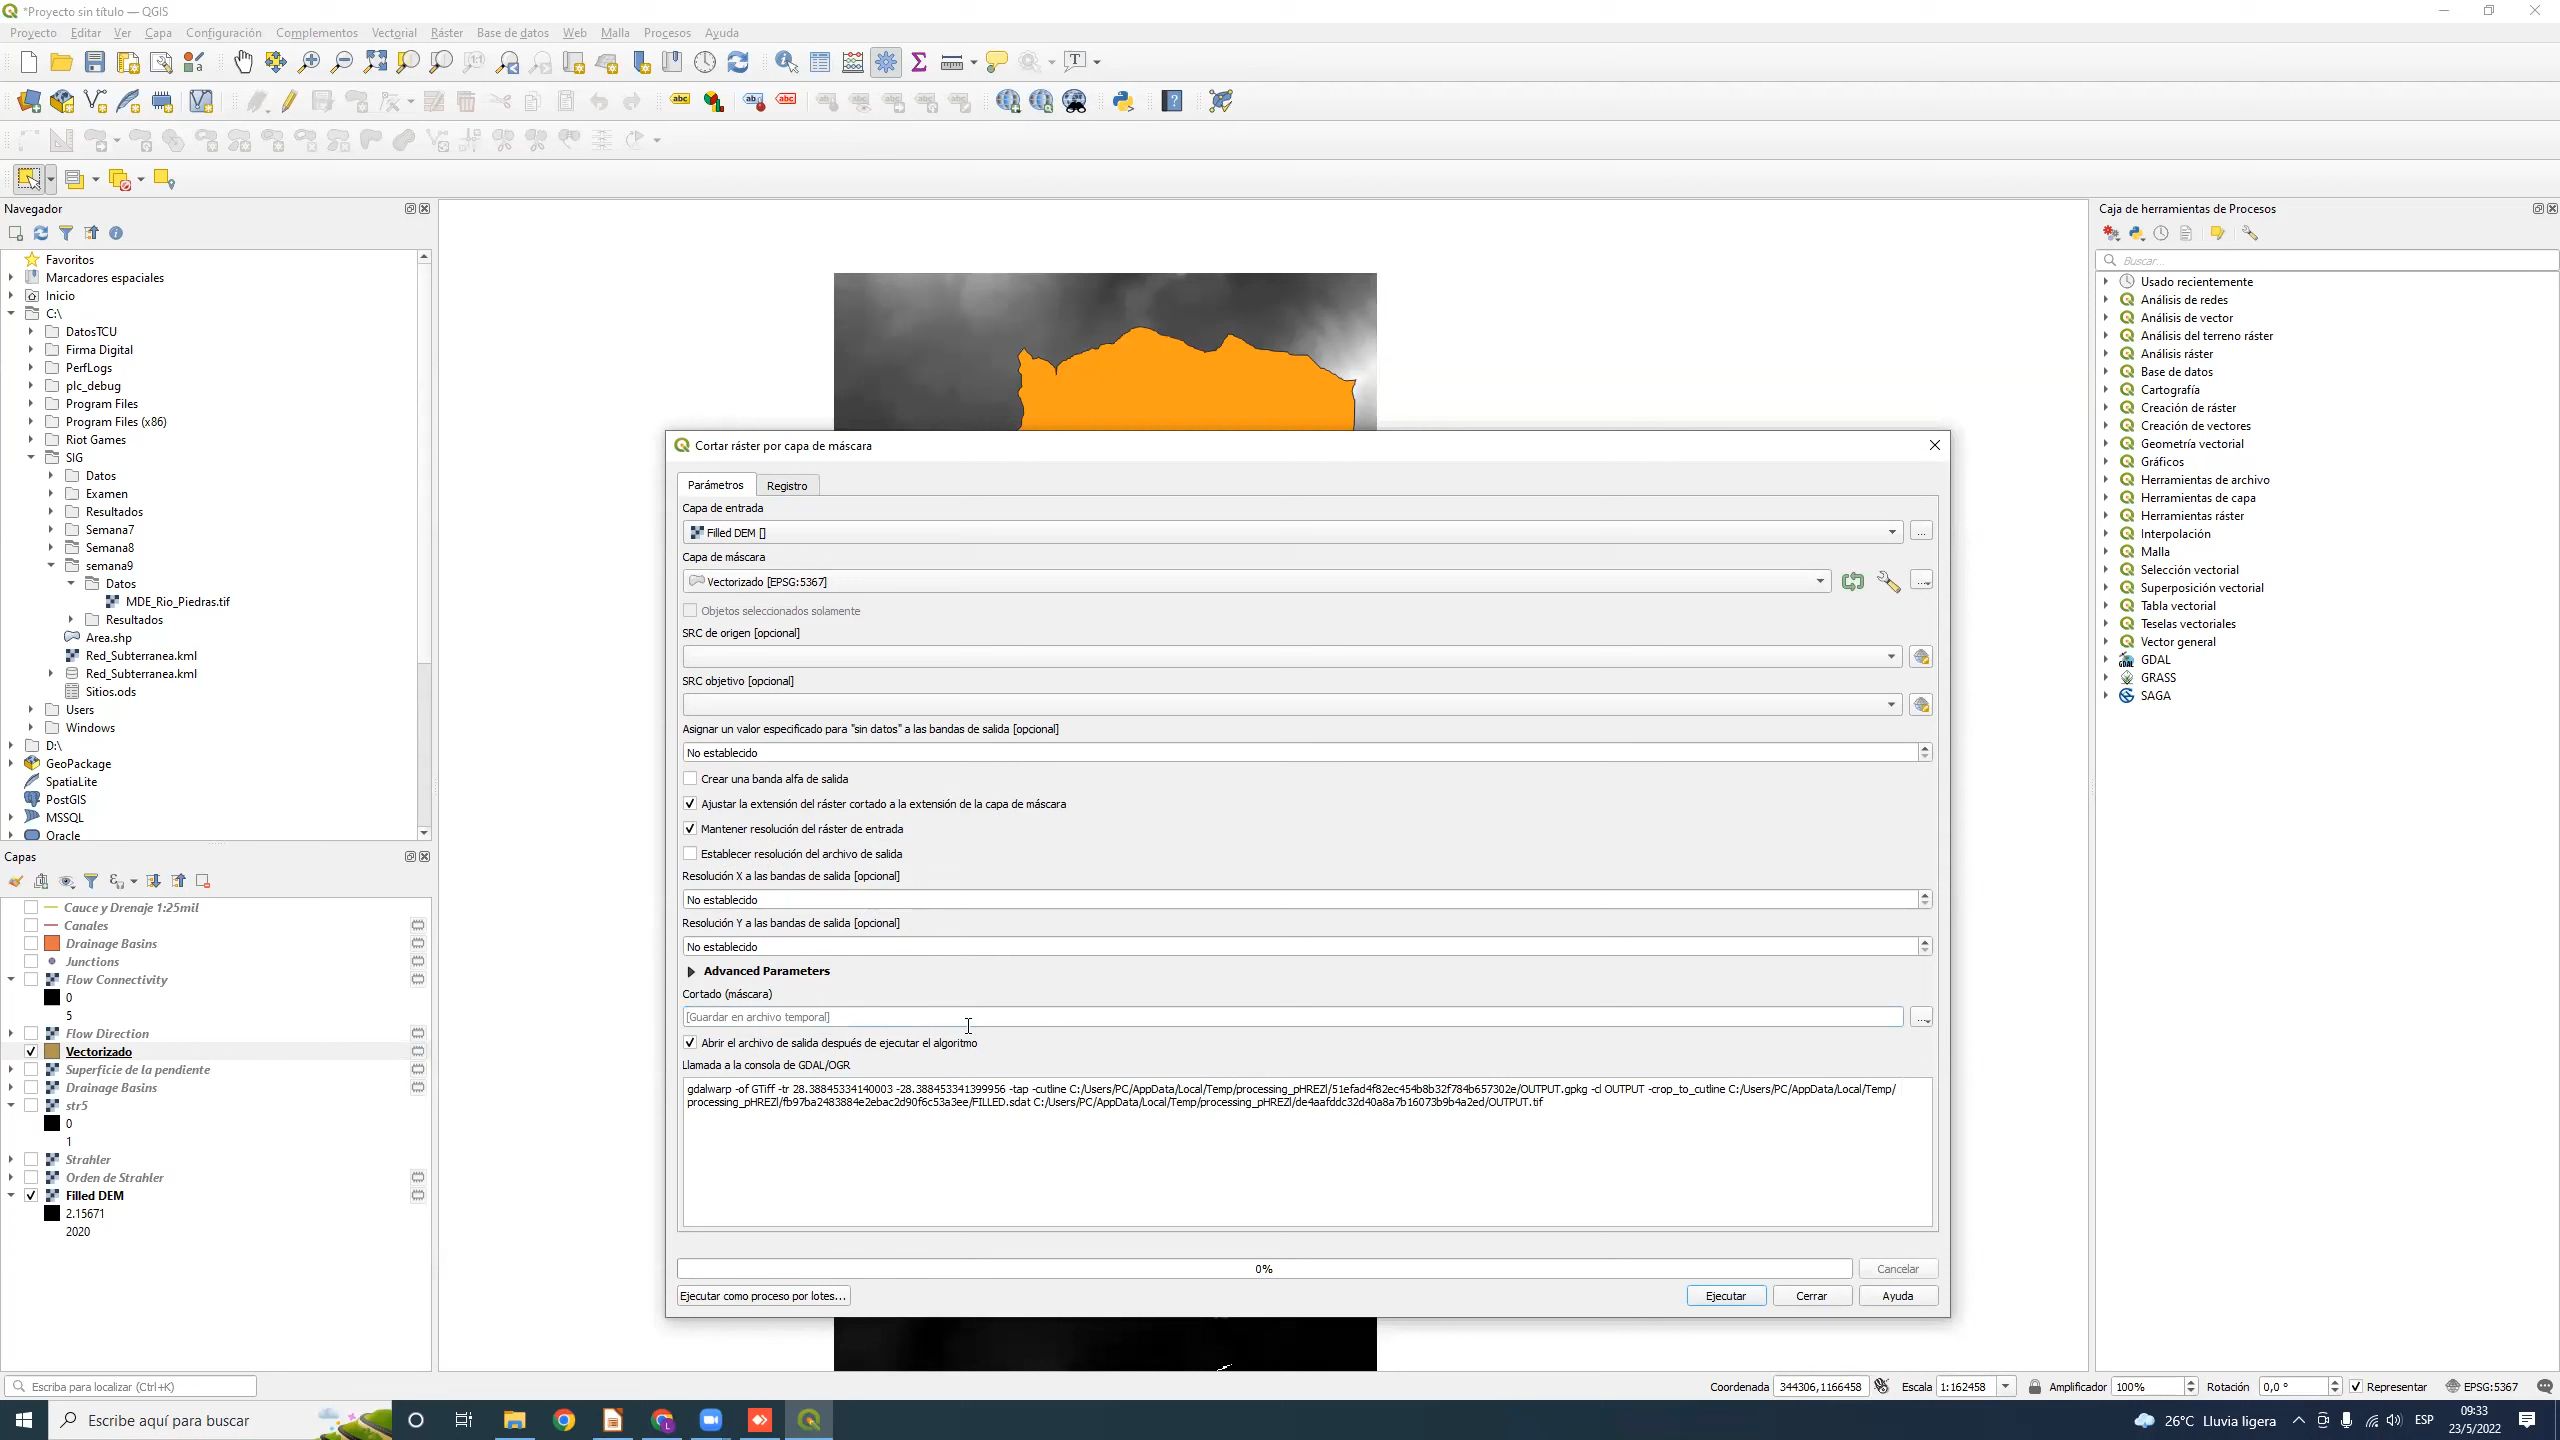 *Proyecto sin título — QGIS
Proyecto Editar Ver Capa Configuración Complementos Vectorial Ráster Base de datos Web Malla Procesos Ayuda
Navegador
Favoritos
Marcadores espaciales
Inicio
C:\
DatosTCU
Firma Digital
PerfLogs
plc_debug
Program Files
Program Files (x86)
Riot Games
SIG
Datos
Examen
Resultados
Semana7
Semana8
semana9
Datos
MDE_Rio_Piedras.tif
Resultados
Area.shp
Red_Subterranea.kml
Red_Subterranea.kml
Sitios.ods
Users
Windows
D:\
GeoPackage
SpatiaLite
PostGIS
MSSQL
Oracle
Capas
Cauce y Drenaje 1:25mil
Canales
Drainage Basins
Junctions
Flow Connectivity
0
5
Flow Direction
Vectorizado
Superficie de la pendiente
Drainage Basins
str5
0
1
Strahler
Orden de Strahler
Filled DEM
2.15671
2020
Cortar ráster por capa de máscara
Parámetros Registro
Capa de entrada
Filled DEM []
...
Capa de máscara
Vectorizado [EPSG:5367]
Objetos seleccionados solamente
SRC de origen [opcional]
SRC objetivo [opcional]
Asignar un valor especificado para "sin datos" a las bandas de salida [opcional]
No establecido
Crear una banda alfa de salida
Ajustar la extensión del ráster cortado a la extensión de la capa de máscara
Mantener resolución del ráster de entrada
Establecer resolución del archivo de salida
Resolución X a las bandas de salida [opcional]
No establecido
Resolución Y a las bandas de salida [opcional]
No establecido
Advanced Parameters
Cortado (máscara)
[Guardar en archivo temporal]
Abrir el archivo de salida después de ejecutar el algoritmo
Llamada a la consola de GDAL/OGR
gdalwarp -of GTiff -tr 28.38845334140003 -28.388453341399956 -tap -cutline C:/Users/PC/AppData/Local/Temp/processing_pHREZl/51efad4f82ec454b8b32f784b657302e/OUTPUT.gpkg -cl OUTPUT -crop_to_cutline C:/Users/PC/AppData/Local/Temp/
processing_pHREZl/fb97ba2483884e2ebac2d90f6c53a3ee/FILLED.sdat C:/Users/PC/AppData/Local/Temp/processing_pHREZl/de4aafddc32d40a8a7b16073b9b4a2ed/OUTPUT.tif
0%
Cancelar
Ejecutar como proceso por lotes...
Ejecutar Cerrar Ayuda
Caja de herramientas de Procesos
Buscar...
Usado recientemente
Análisis de redes
Análisis de vector
Análisis del terreno ráster
Análisis ráster
Base de datos
Cartografía
Creación de ráster
Creación de vectores
Geometría vectorial
Gráficos
Herramientas de archivo
Herramientas de capa
Herramientas ráster
Interpolación
Malla
Selección vectorial
Superposición vectorial
Tabla vectorial
Teselas vectoriales
Vector general
GDAL
GRASS
SAGA
Escriba para localizar (Ctrl+K)
Coordenada 344306,1166458 Escala 1:162458 Amplificador 100% Rotación 0,0 ° Representar EPSG:5367
Escribe aquí para buscar
26°C Lluvia ligera
ESP
09:33
23/5/2022